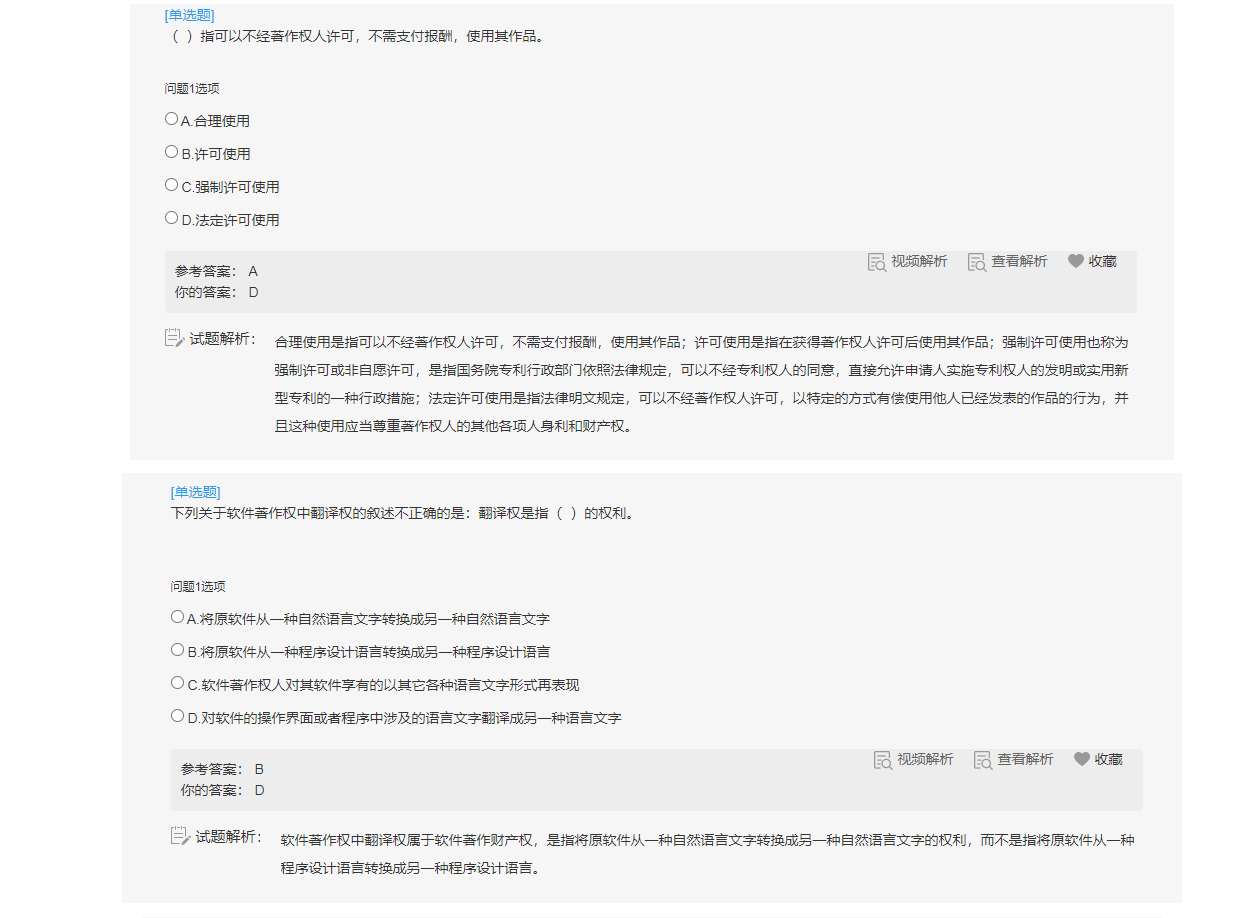 [单选题]
（  ）指可以不经著作权人许可，不需支付报酬，使用其作品。
问题1选项
A.合理使用
B.许可使用
C.强制许可使用
D.法定许可使用
参考答案： A
视频解析 查看解析 收藏
你的答案： D
试题解析： 合理使用是指可以不经著作权人许可，不需支付报酬，使用其作品；许可使用是指在获得著作权人许可后使用其作品；强制许可使用也称为
强制许可或非自愿许可，是指国务院专利行政部门依照法律规定，可以不经专利权人的同意，直接允许申请人实施专利权人的发明或实用新
型专利的一种行政措施；法定许可使用是指法律明文规定，可以不经著作权人许可，以特定的方式有偿使用他人已经发表的作品的行为，并
且这种使用应当尊重著作权人的其他各项人身利和财产权。
[单选题]
下列关于软件著作权中翻译权的叙述不正确的是：翻译权是指（  ）的权利。
问题1选项
A.将原软件从一种自然语言文字转换成另一种自然语言文字
B.将原软件从一种程序设计语言转换成另一种程序设计语言
C.软件著作权人对其软件享有的以其它各种语言文字形式再表现
D.对软件的操作界面或者程序中涉及的语言文字翻译成另一种语言文字
参考答案： B
视频解析 查看解析 收藏
你的答案： D
试题解析： 软件著作权中翻译权属于软件著作财产权，是指将原软件从一种自然语言文字转换成另一种自然语言文字的权利，而不是指将原软件从一种
程序设计语言转换成另一种程序设计语言。